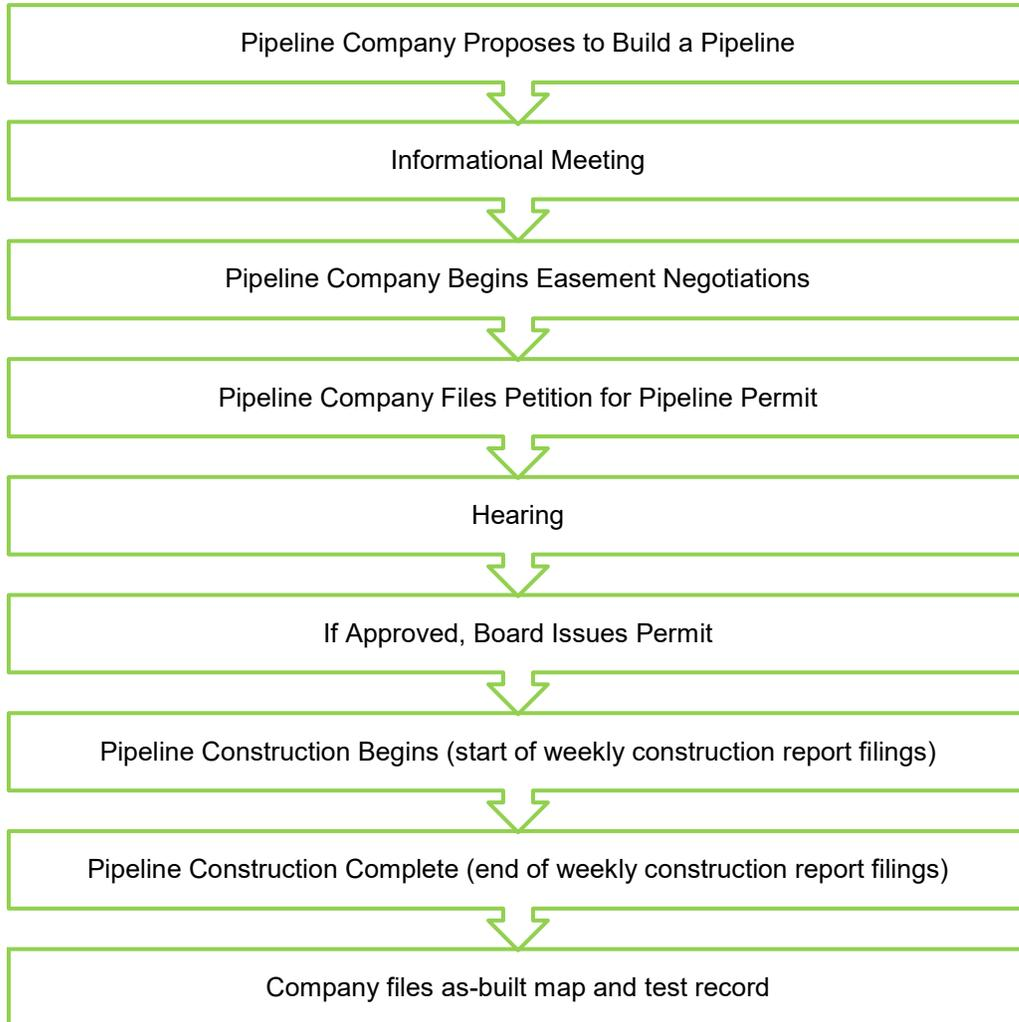 Pipeline Company Proposes to Build a Pipeline
Informational Meeting
Pipeline Company Begins Easement Negotiations
Pipeline Company Files Petition for Pipeline Permit
Hearing
If Approved, Board Issues Permit
Pipeline Construction Begins (start of weekly construction report filings)
Pipeline Construction Complete (end of weekly construction report filings)
Company files as-built map and test record